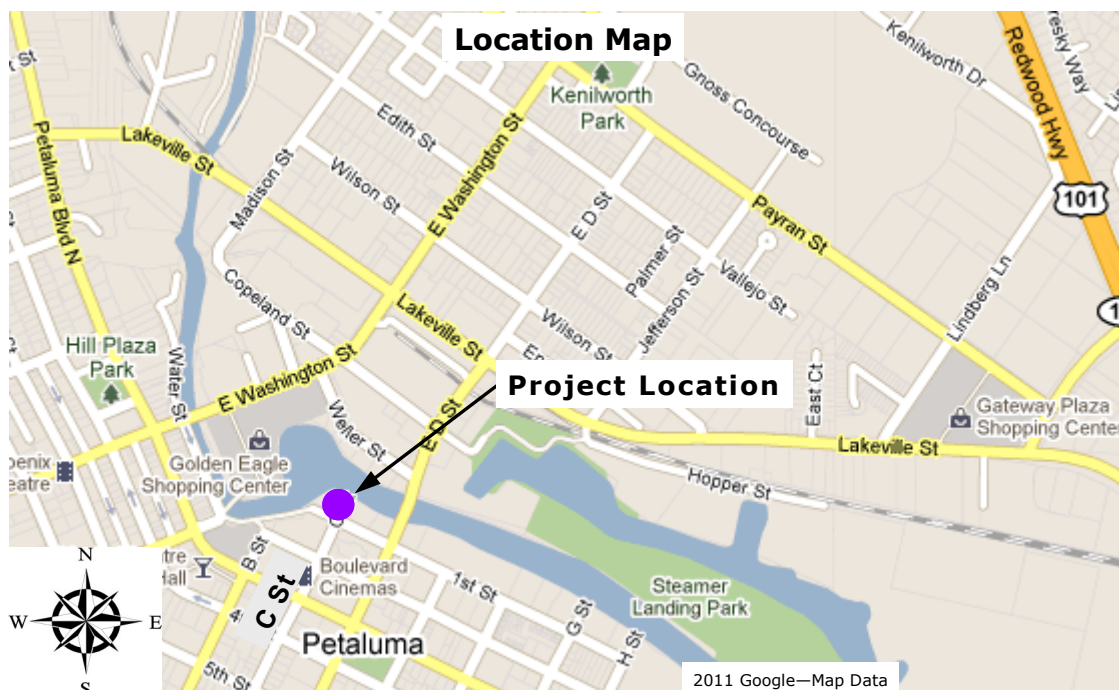 Location Map
Kenilworth Dr
Redwood Hwy
Kenilworth
Park
Gnoss Concourse
Edith St
Lakeville St
Petaluma Blvd N
Madison St
Wilson St
E Washington St
E D St
Payran St
101
Palmer St
Vallejo St
Jefferson St
Lindberg Ln
Copeland St
Lakeville St
Wilson St
Hill Plaza
Park
Water St
E Washington St
Project Location
East Ct
Gateway Plaza
Shopping Center
Weller St
E D St
Lakeville St
Golden Eagle
Shopping Center
Hopper St
B St
Boulevard
Cinemas
C St
1st St
Steamer
Landing Park
G St
H St
Petaluma
5th St
N
W
E
S
2011 Google—Map Data